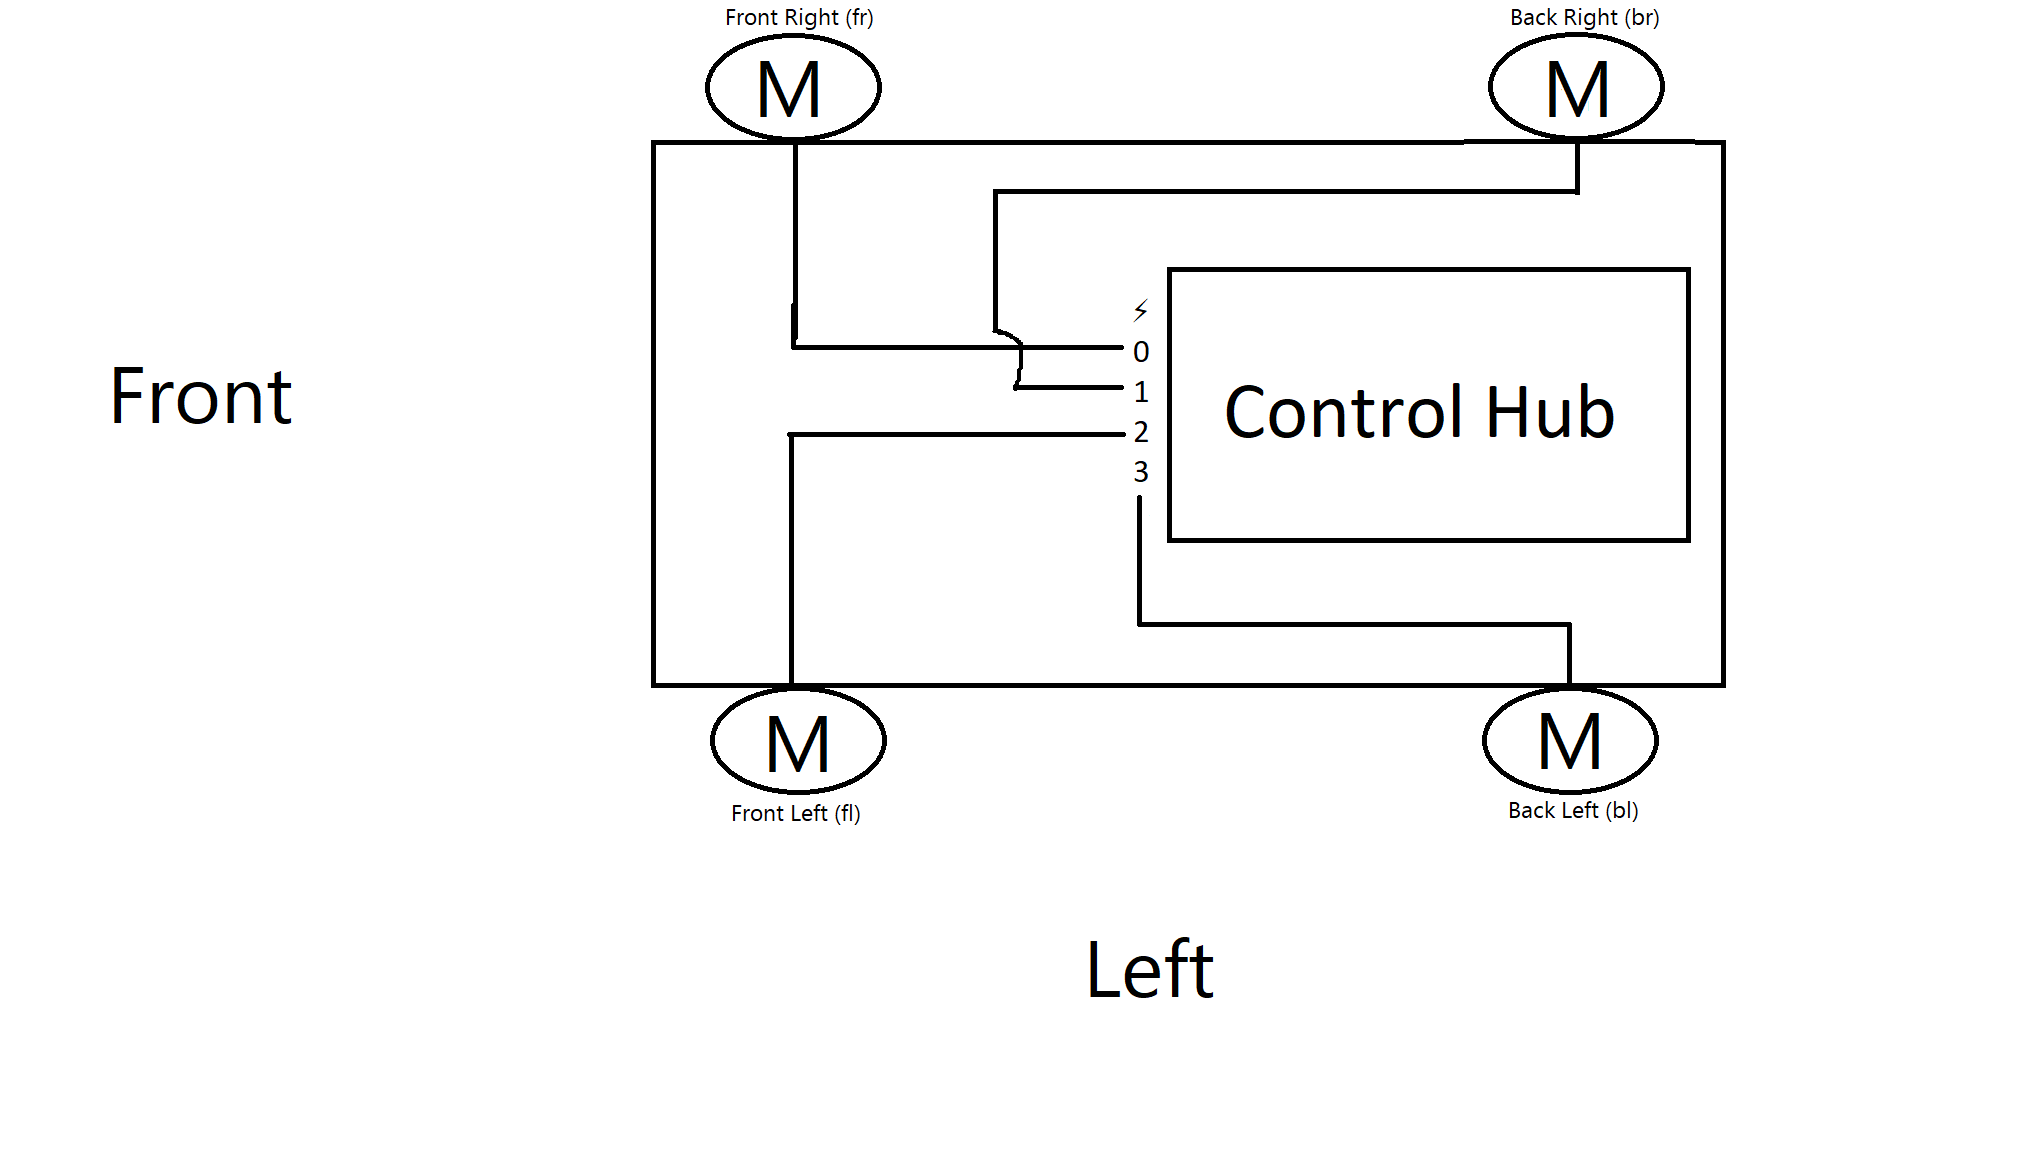 Front Right (fr)
Back Right (br)
M
M
⚡
0
1
2
3
Control Hub
Front
M
M
Front Left (fl)
Back Left (bl)
Left